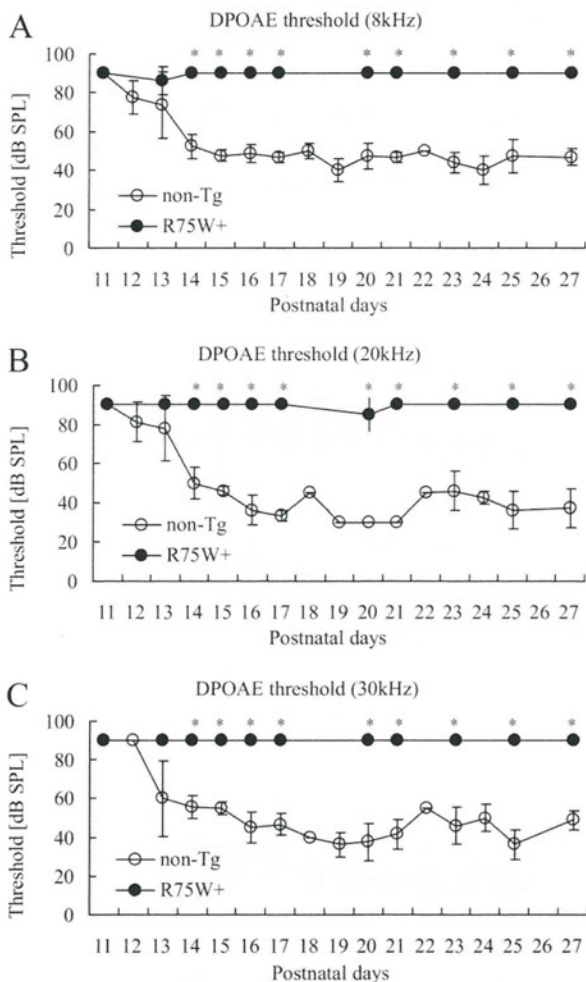 A
DPOAE threshold (8kHz)
* * * * * * * * *
Threshold [dB SPL]
100
80
60
40
20
0
non-Tg
R75W+
11 12 13 14 15 16 17 18 19 20 21 22 23 24 25 26 27
Postnatal days
B
DPOAE threshold (20kHz)
* * * * * * * * *
Threshold [dB SPL]
100
80
60
40
20
0
non-Tg
R75W+
11 12 13 14 15 16 17 18 19 20 21 22 23 24 25 26 27
Postnatal days
C
DPOAE threshold (30kHz)
* * * * * * * * *
Threshold [dB SPL]
100
80
60
40
20
0
non-Tg
R75W+
11 12 13 14 15 16 17 18 19 20 21 22 23 24 25 26 27
Postnatal days